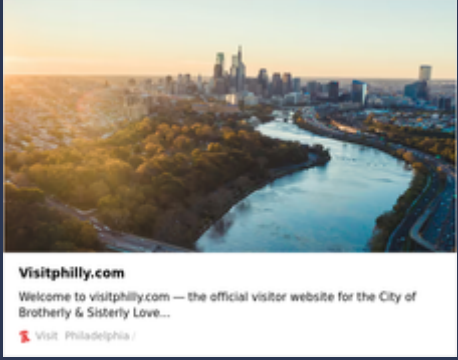 Visitphilly.com
Welcome to visitphilly.com — the official visitor website for the City of
Brotherly & Sisterly Love...
Visit Philadelphia /